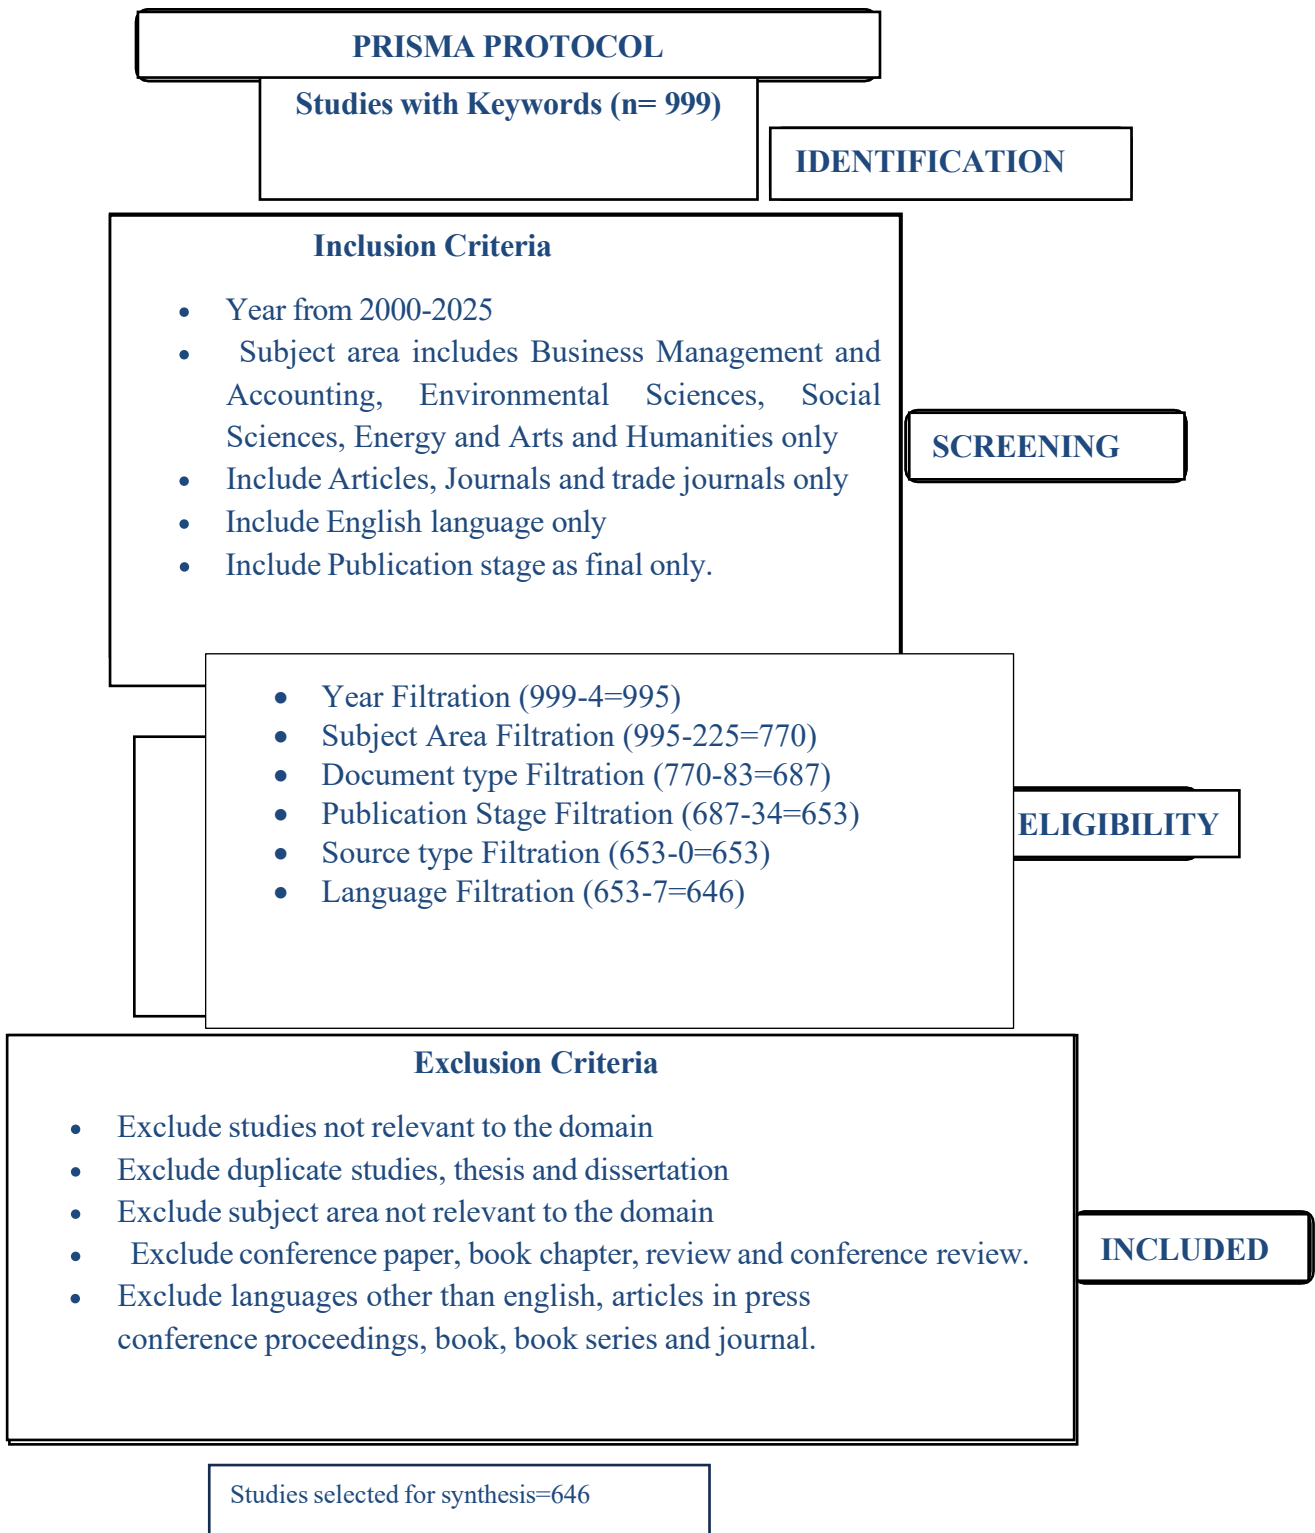 PRISMA PROTOCOL
Studies with Keywords (n= 999)
IDENTIFICATION
Inclusion Criteria
• Year from 2000-2025
• Subject area includes Business Management and
Accounting, Environmental Sciences, Social
Sciences, Energy and Arts and Humanities only
• Include Articles, Journals and trade journals only
• Include English language only
• Include Publication stage as final only.
SCREENING
• Year Filtration (999-4=995)
• Subject Area Filtration (995-225=770)
• Document type Filtration (770-83=687)
• Publication Stage Filtration (687-34=653)
• Source type Filtration (653-0=653)
• Language Filtration (653-7=646)
ELIGIBILITY
Exclusion Criteria
• Exclude studies not relevant to the domain
• Exclude duplicate studies, thesis and dissertation
• Exclude subject area not relevant to the domain
• Exclude conference paper, book chapter, review and conference review.
• Exclude languages other than english, articles in press
conference proceedings, book, book series and journal.
INCLUDED
Studies selected for synthesis=646